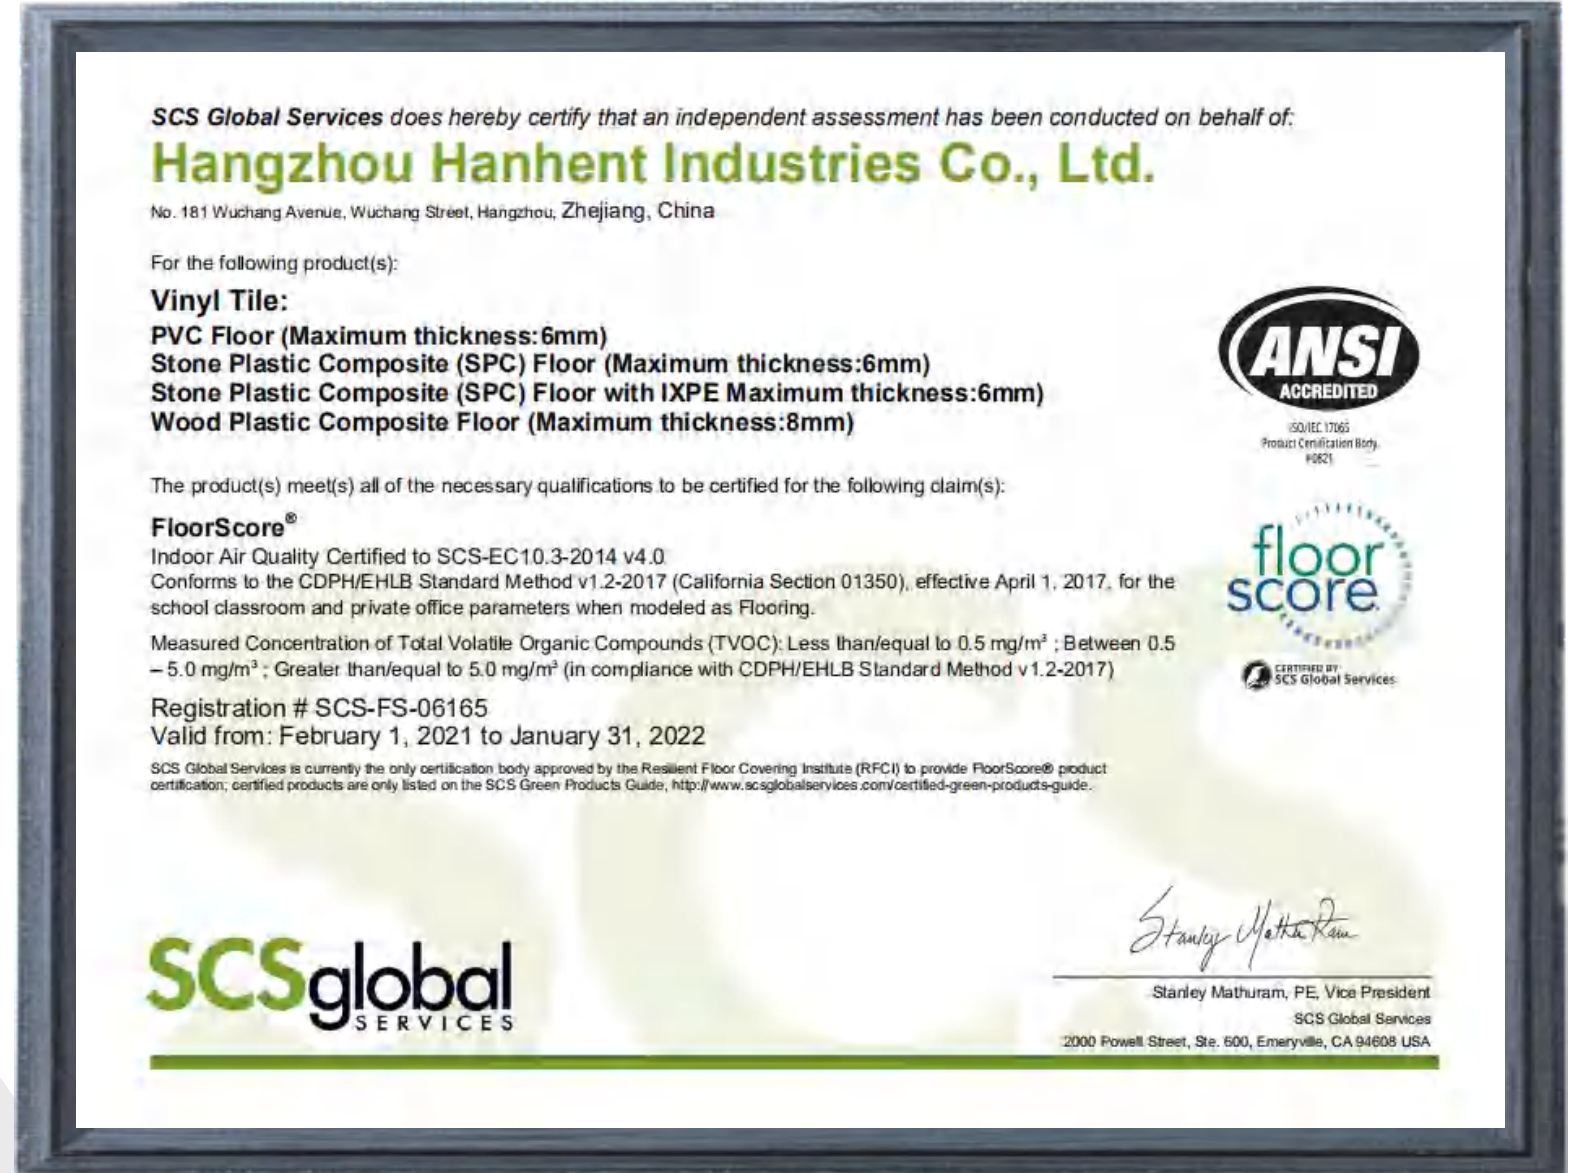 SCS Global Services does hereby certify that an independent assessment has been conducted on behalf of:
Hangzhou Hanhent Industries Co., Ltd.
No. 181 Wuchang Avenue, Wuchang Street, Hangzhou, Zhejiang, China
For the following product(s):
Vinyl Tile:
PVC Floor (Maximum thickness:6mm)
Stone Plastic Composite (SPC) Floor (Maximum thickness:6mm)
Stone Plastic Composite (SPC) Floor with IXPE Maximum thickness:6mm)
Wood Plastic Composite Floor (Maximum thickness:8mm)
ANSI
ACCREDITED
ISO/IEC 17065
Product Certification Body
#0821
The product(s) meet(s) all of the necessary qualifications to be certified for the following claim(s):
FloorScore®
Indoor Air Quality Certified to SCS-EC10.3-2014 v4.0
Conforms to the CDPH/EHLB Standard Method v1.2-2017 (California Section 01350), effective April 1, 2017, for the
school classroom and private office parameters when modeled as Flooring.
floor
score
Measured Concentration of Total Volatile Organic Compounds (TVOC): Less than/equal to 0.5 mg/m³ ; Between 0.5
– 5.0 mg/m³ ; Greater than/equal to 5.0 mg/m³ (in compliance with CDPH/EHLB Standard Method v1.2-2017)
CERTIFIED BY
SCS Global Services
Registration # SCS-FS-06165
Valid from: February 1, 2021 to January 31, 2022
SCS Global Services is currently the only certification body approved by the Resilient Floor Covering Institute (RFCI) to provide FloorScore® product
certification; certified products are only listed on the SCS Green Products Guide, http://www.scsglobalservices.com/certified-green-products-guide.
SCS
SCSglobal
SERVICES
Stanley Mathuram
Stanley Mathuram, PE, Vice President
SCS Global Services
2000 Powell Street, Ste. 600, Emeryville, CA 94608 USA